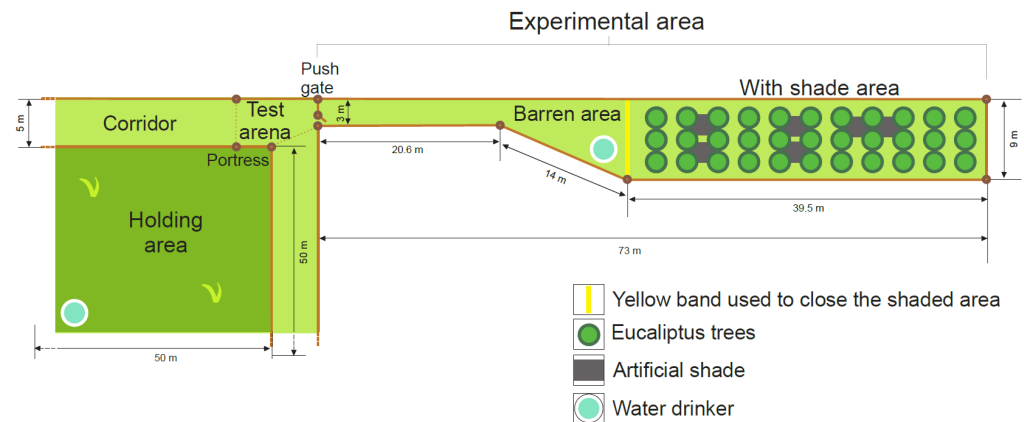 Experimental area
Push
gate
With shade area
5 m
Corridor
Test
arena
3 m
Barren area
9 m
Portress
20.6 m
14 m
39.5 m
Holding
area
50 m
73 m
50 m
Yellow band used to close the shaded area
Eucaliptus trees
Artificial shade
Water drinker